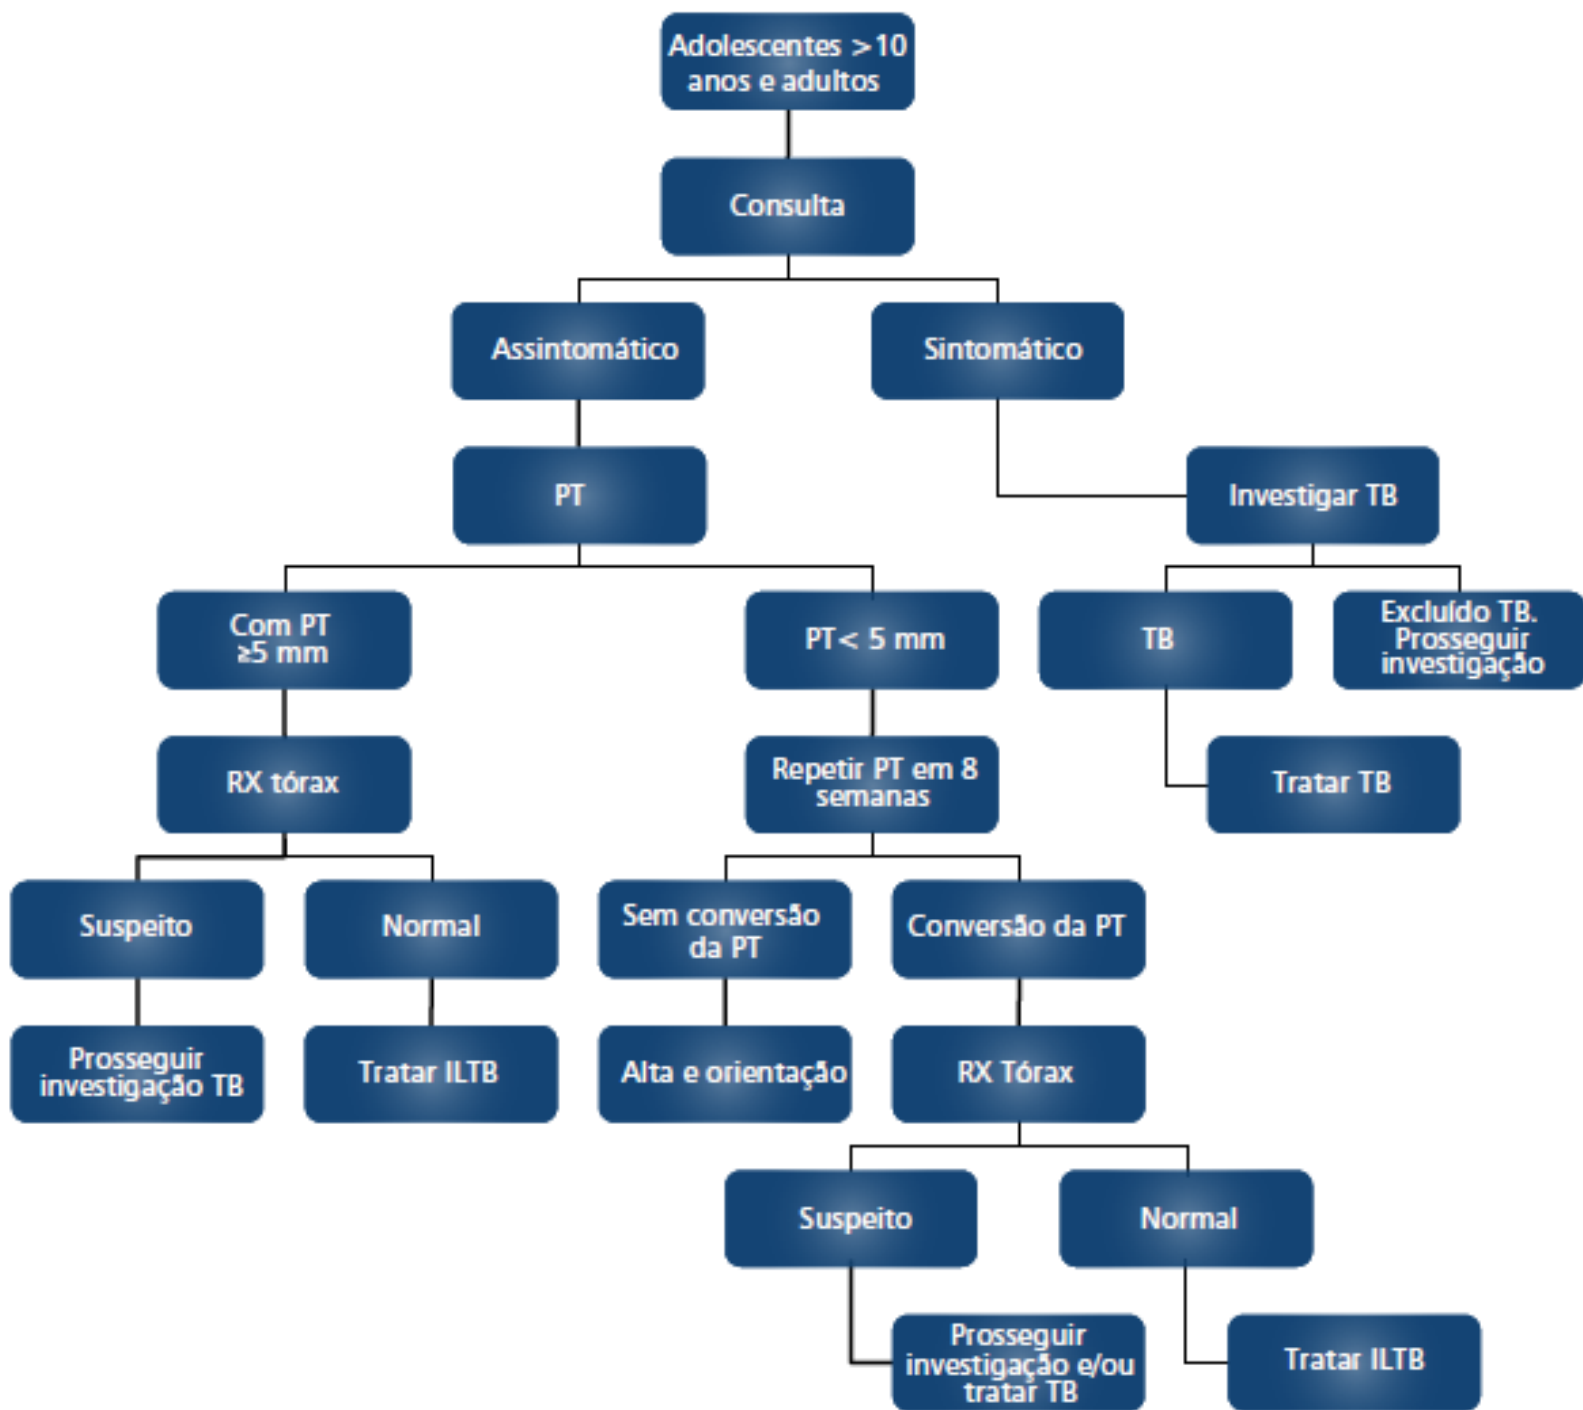 Adolescentes >10
anos e adultos
Consulta
Assintomático
Sintomático
PT
Investigar TB
Com PT
≥5 mm
PT< 5 mm
TB
Excluído TB.
Prosseguir
investigação
RX tórax
Repetir PT em 8
semanas
Tratar TB
Suspeito
Normal
Sem conversão
da PT
Conversão da PT
Prosseguir
investigação TB
Tratar ILTB
Alta e orientação
RX Tórax
Suspeito
Normal
Prosseguir
investigação e/ou
tratar TB
Tratar ILTB